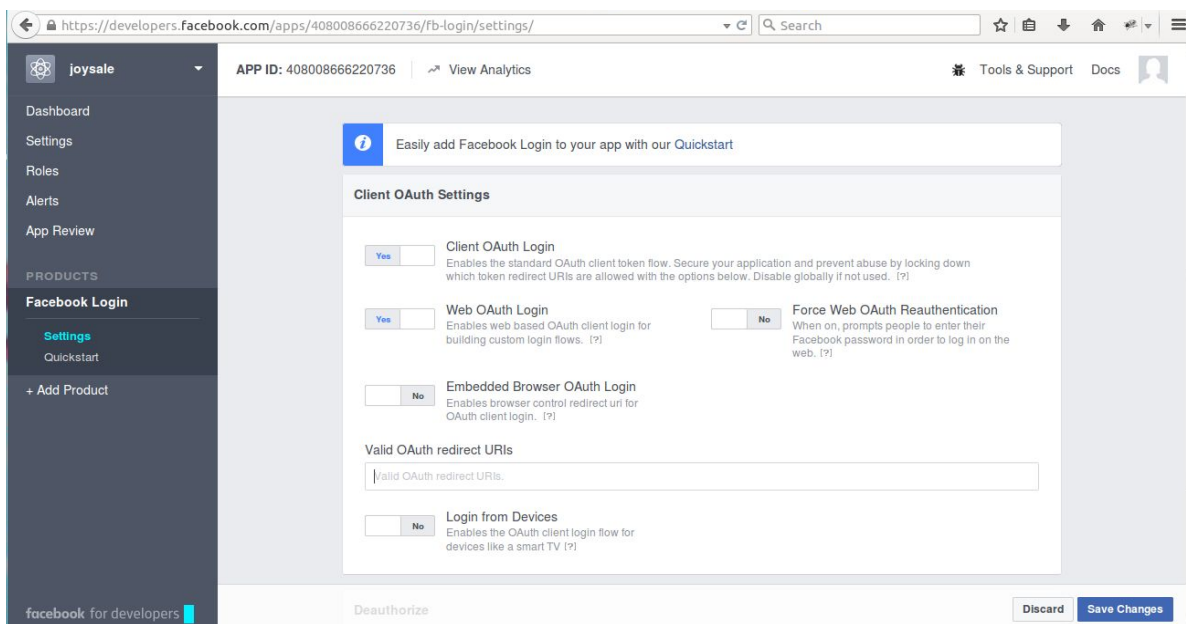 https://developers.facebook.com/apps/408008666220736/fb-login/settings/
Search
joysale
APP ID: 408008666220736
View Analytics
Tools & Support
Docs
Dashboard
Settings
Roles
Alerts
App Review
PRODUCTS
Facebook Login
Settings
Quickstart
+ Add Product
facebook for developers
Easily add Facebook Login to your app with our Quickstart
Client OAuth Settings
Yes
Client OAuth Login
Enables the standard OAuth client token flow. Secure your application and prevent abuse by locking down
which token redirect URIs are allowed with the options below. Disable globally if not used. [?]
Yes
Web OAuth Login
Enables web based OAuth client login for
building custom login flows. [?]
No
Force Web OAuth Reauthentication
When on, prompts people to enter their
Facebook password in order to log in on the
web. [?]
No
Embedded Browser OAuth Login
Enables browser control redirect uri for
OAuth client login. [?]
Valid OAuth redirect URIs
Valid OAuth redirect URIs.
No
Login from Devices
Enables the OAuth client login flow for
devices like a smart TV [?]
Deauthorize
Discard
Save Changes